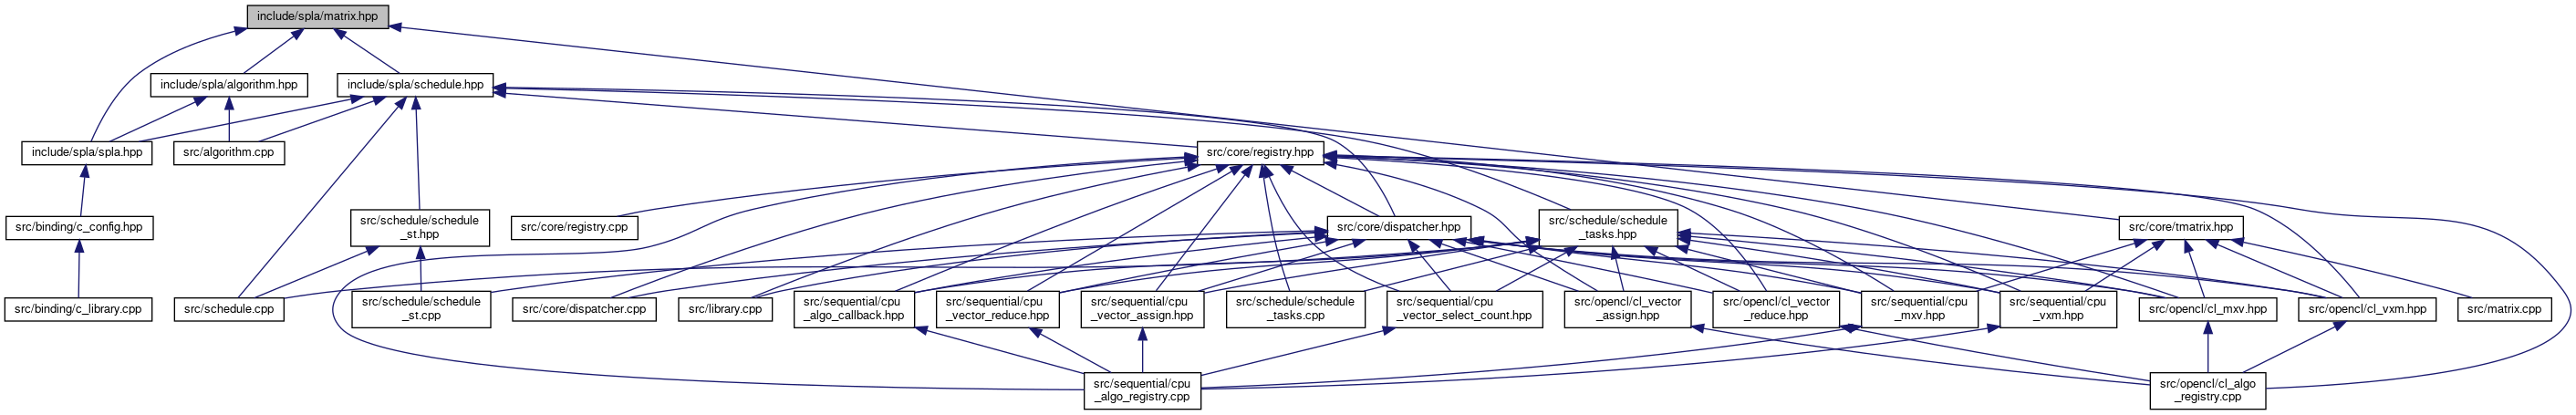 include/spla/matrix.hpp
include/spla/algorithm.hpp
include/spla/schedule.hpp
include/spla/spla.hpp
src/algorithm.cpp
src/core/registry.hpp
src/binding/c_config.hpp
src/schedule/schedule
_st.hpp
src/core/registry.cpp
src/core/dispatcher.hpp
src/schedule/schedule
_tasks.hpp
src/core/tmatrix.hpp
src/binding/c_library.cpp
src/schedule.cpp
src/schedule/schedule
_st.cpp
src/core/dispatcher.cpp
src/library.cpp
src/sequential/cpu
_algo_callback.hpp
src/sequential/cpu
_vector_reduce.hpp
src/sequential/cpu
_vector_assign.hpp
src/schedule/schedule
_tasks.cpp
src/sequential/cpu
_vector_select_count.hpp
src/opencl/cl_vector
_assign.hpp
src/opencl/cl_vector
_reduce.hpp
src/sequential/cpu
_mxv.hpp
src/sequential/cpu
_vxm.hpp
src/opencl/cl_mxv.hpp
src/opencl/cl_vxm.hpp
src/matrix.cpp
src/sequential/cpu
_algo_registry.cpp
src/opencl/cl_algo
_registry.cpp